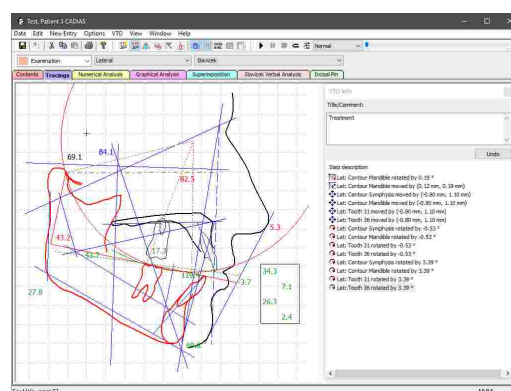 Test, Patient 3 CADIAS
Data Edit New Entry Options VTO View Window Help
Normal
Examination Lateral Slavicek
Contents Tracings Numerical Analysis Graphical Analysis Superimposition Slavicek Verbal Analysis Incisal Pin
VTO Info
Title/Comment:
Treatment
Undo
Step description
Lat: Contour Mandible rotated by 0.19 °
Lat: Contour Mandible moved by (0.12 mm, 0.19 mm)
Lat: Contour Symphysis moved by (-0.80 mm, 1.10 mm)
Lat: Contour Mandible moved by (-0.80 mm, 1.10 mm)
Lat: Tooth 31 moved by (-0.80 mm, 1.10 mm)
Lat: Tooth 36 moved by (-0.80 mm, 1.10 mm)
Lat: Contour Symphysis rotated by -0.53 °
Lat: Contour Mandible rotated by -0.53 °
Lat: Tooth 31 rotated by -0.53 °
Lat: Tooth 36 rotated by -0.53 °
Lat: Contour Symphysis rotated by 3.39 °
Lat: Contour Mandible rotated by 3.39 °
Lat: Tooth 31 rotated by 3.39 °
Lat: Tooth 36 rotated by 3.39 °
69.1
84.1
82.5
5.3
43.2
37.3
3.7
27.8
34.3
7.1
26.3
2.4